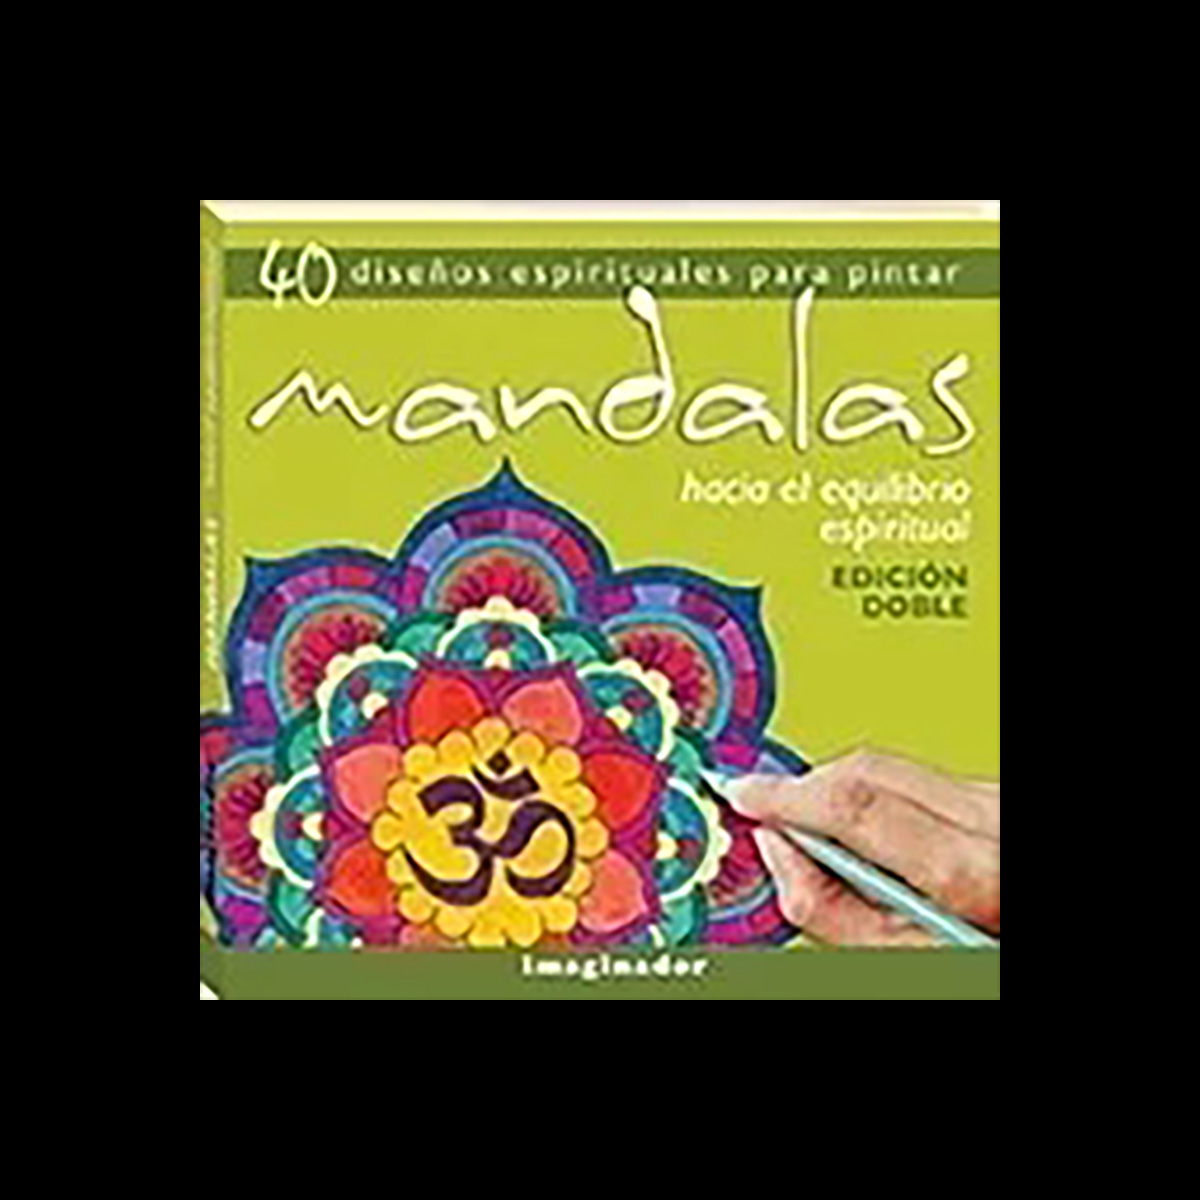 40 diseños espirituales para pintar
mandalas
hacia el equilibrio
espiritual
EDICIÓN
DOBLE
imaginador